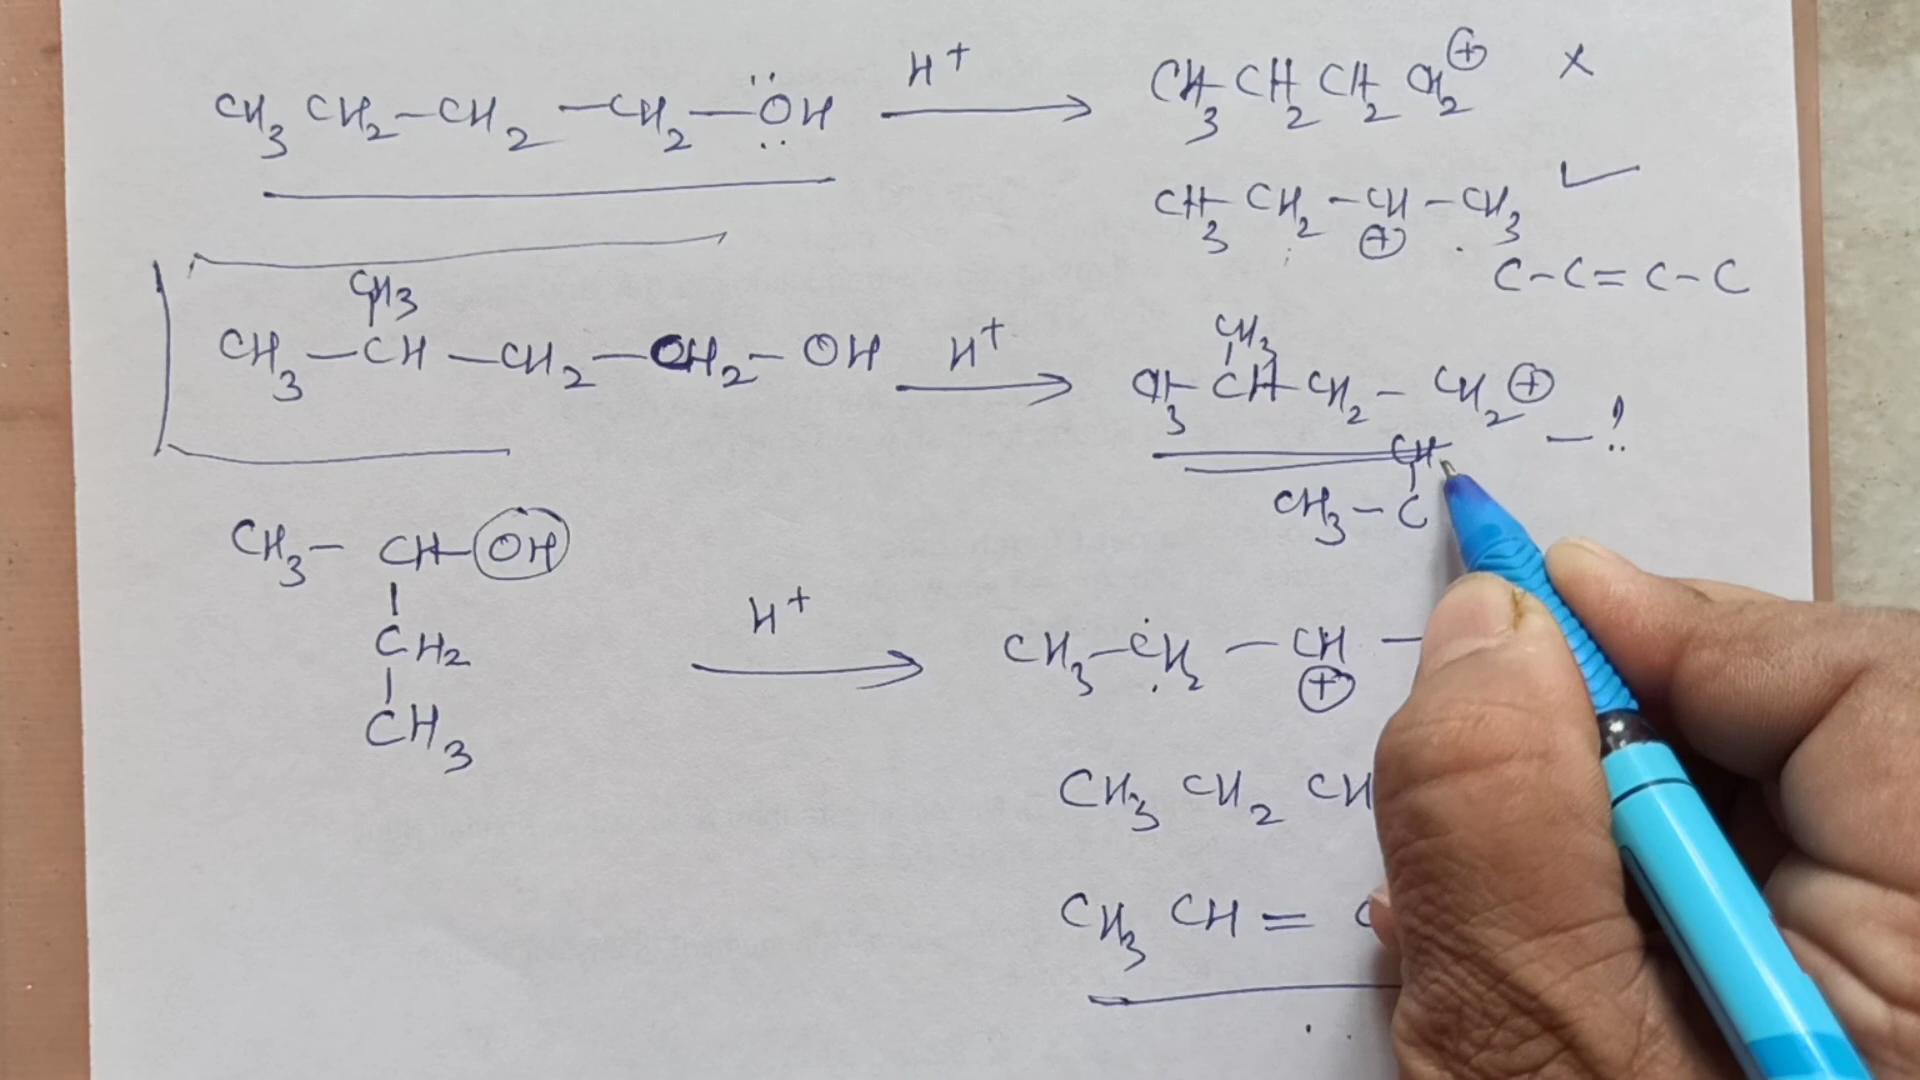 CH3 CH2-CH2-CH2-ÖH H+ → CH3 CH2 CH2 CH2⊕ ×
CH3 CH2-CH-CH3 ✓
⊕
C-C=C-C
CH3
CH3-CH-CH2-CH2-OH H+ →
CH3
CH3 CH-CH2-CH2⊕ -!
CH
CH3-C
CH3-CH-OH
CH2
CH3
H+ →
CH3-CH2-CH-
⊕
CH3 CH2 CH
CH3 CH=